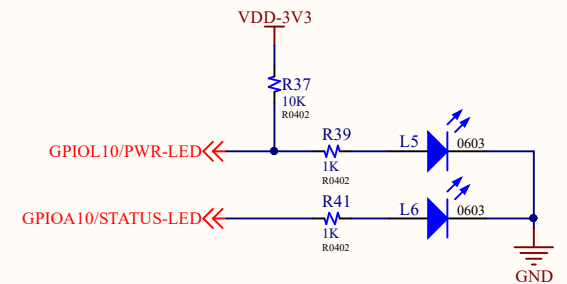 VDD-3V3
R37
10K
R0402
GPIOL10/PWR-LED
R39
1K
R0402
L5
0603
GPIOA10/STATUS-LED
R41
1K
R0402
L6
0603
GND